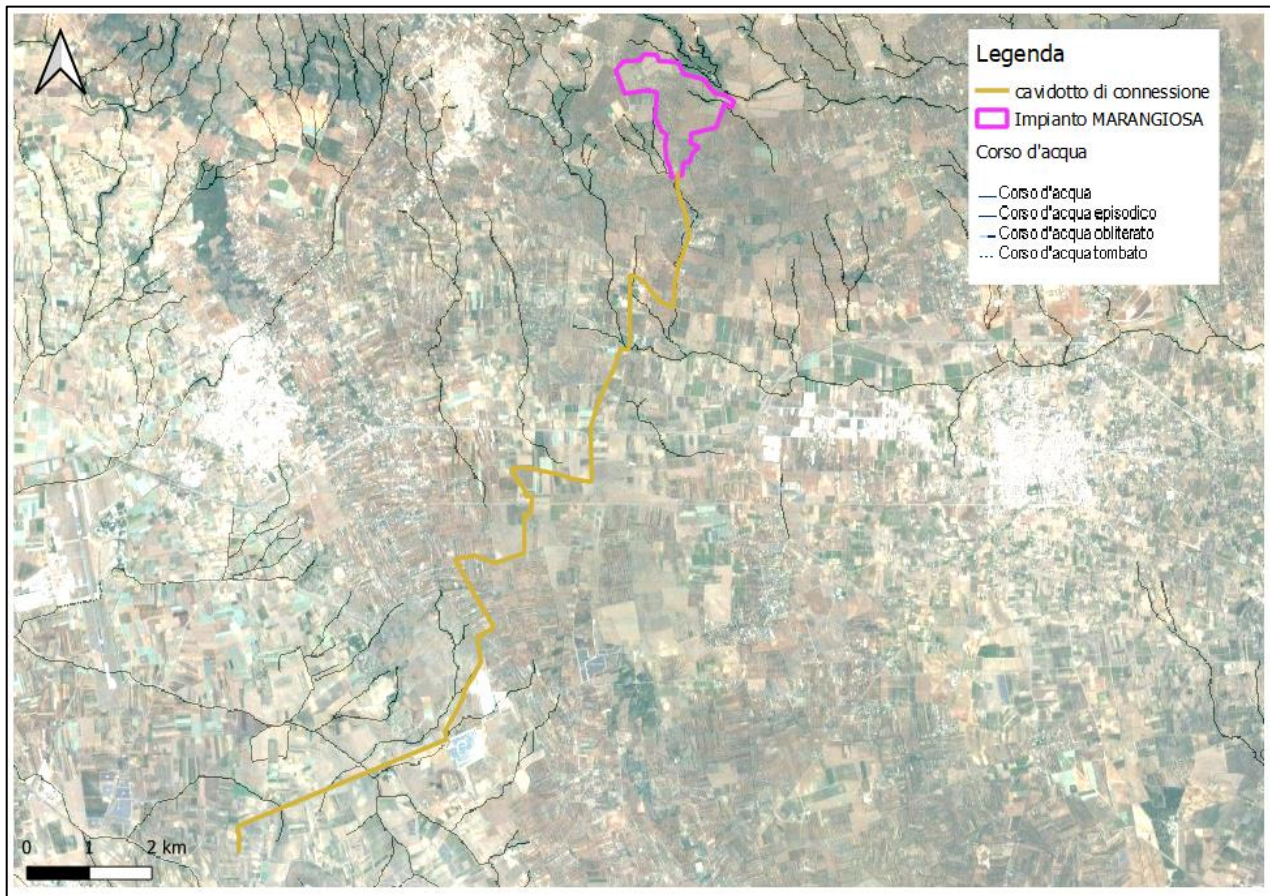 Legenda
cavidotto di connessione
Impianto MARANGIOSA
Corso d'acqua
Corso d'acqua
Corso d'acqua episodico
Corso d'acqua obliterato
Corso d'acqua tombato
0 1 2 km